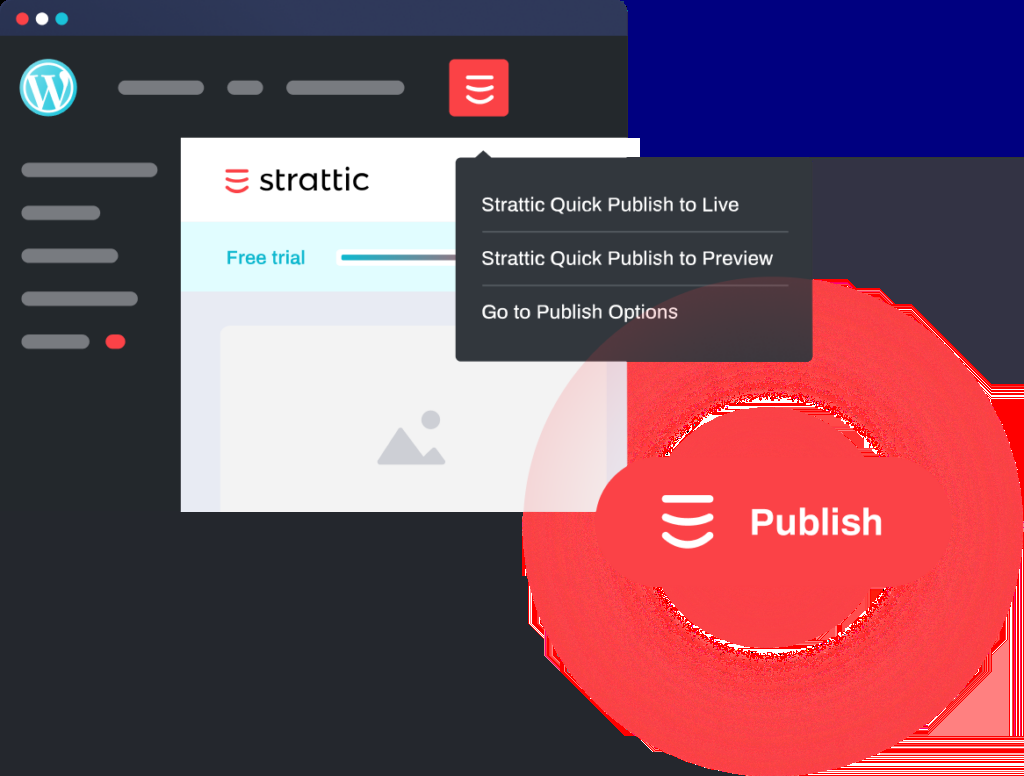 strattic
Free trial
Strattic Quick Publish to Live
Strattic Quick Publish to Preview
Go to Publish Options
Publish